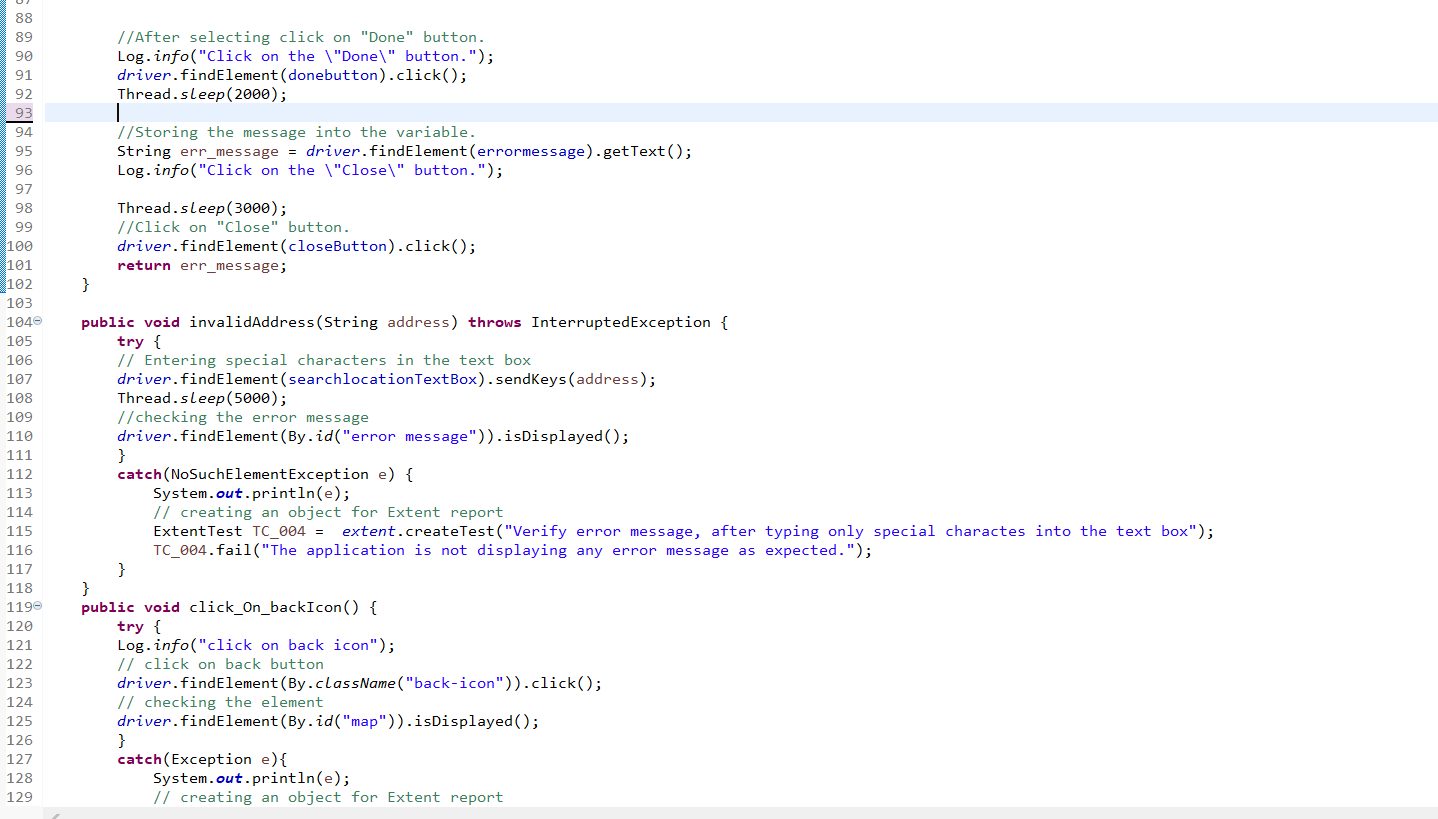 87
88
89 //After selecting click on "Done" button.
90 Log.info("Click on the \"Done\" button.");
91 driver.findElement(donebutton).click();
92 Thread.sleep(2000);
93
94 //Storing the message into the variable.
95 String err_message = driver.findElement(errormessage).getText();
96 Log.info("Click on the \"Close\" button.");
97
98 Thread.sleep(3000);
99 //Click on "Close" button.
100 driver.findElement(closeButton).click();
101 return err_message;
102 }
103
104 public void invalidAddress(String address) throws InterruptedException {
105 try {
106 // Entering special characters in the text box
107 driver.findElement(searchlocationTextBox).sendKeys(address);
108 Thread.sleep(5000);
109 //checking the error message
110 driver.findElement(By.id("error message")).isDisplayed();
111 }
112 catch(NoSuchElementException e) {
113 System.out.println(e);
114 // creating an object for Extent report
115 ExtentTest TC_004 =  extent.createTest("Verify error message, after typing only special charactes into the text box");
116 TC_004.fail("The application is not displaying any error message as expected.");
117 }
118 }
119 public void click_On_backIcon() {
120 try {
121 Log.info("click on back icon");
122 // click on back button
123 driver.findElement(By.className("back-icon")).click();
124 // checking the element
125 driver.findElement(By.id("map")).isDisplayed();
126 }
127 catch(Exception e){
128 System.out.println(e);
129 // creating an object for Extent report